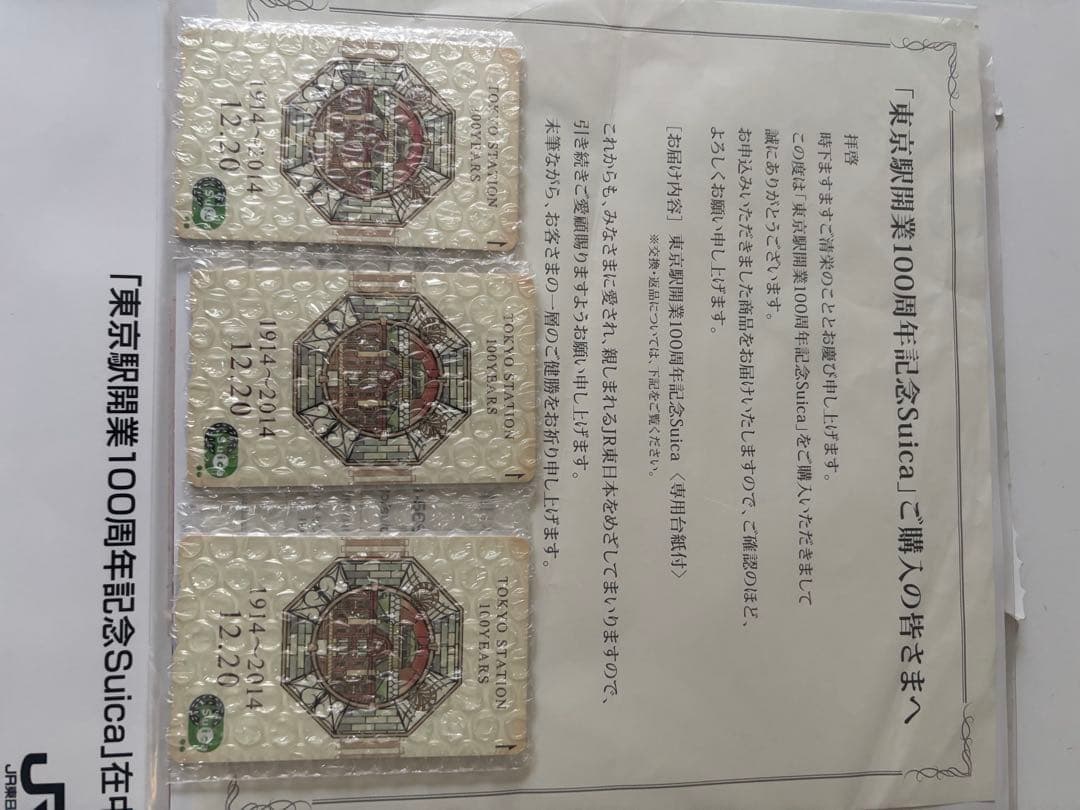 「東京駅開業100周年記念Suica」ご購入の皆さまへ
拝啓
時下ますますご清栄のこととお慶び申し上げます。
この度は「東京駅開業100周年記念Suica」をご購入いただきまして
誠にありがとうございます。
お申込みいただきました商品をお届けいたしますので、ご確認のほど、
よろしくお願い申し上げます。
[お届け内容] 東京駅開業100周年記念Suica〈専用台紙付〉
※交換・返品については、下記をご覧ください。
これからも、みなさまに愛され、親しまれるJR東日本をめざしてまいりますので、
引き続きご愛顧賜りますようお願い申し上げます。
末筆ながら、お客さまの一層のご健勝をお祈り申し上げます。
TOKYO STATION
100YEARS
1914~2014
12.20
Suica
TOKYO STATION
100YEARS
1914~2014
12.20
Suica
TOKYO STATION
100YEARS
1914~2014
12.20
Suica
「東京駅開業100周年記念Suica」在中
JR
JR東日